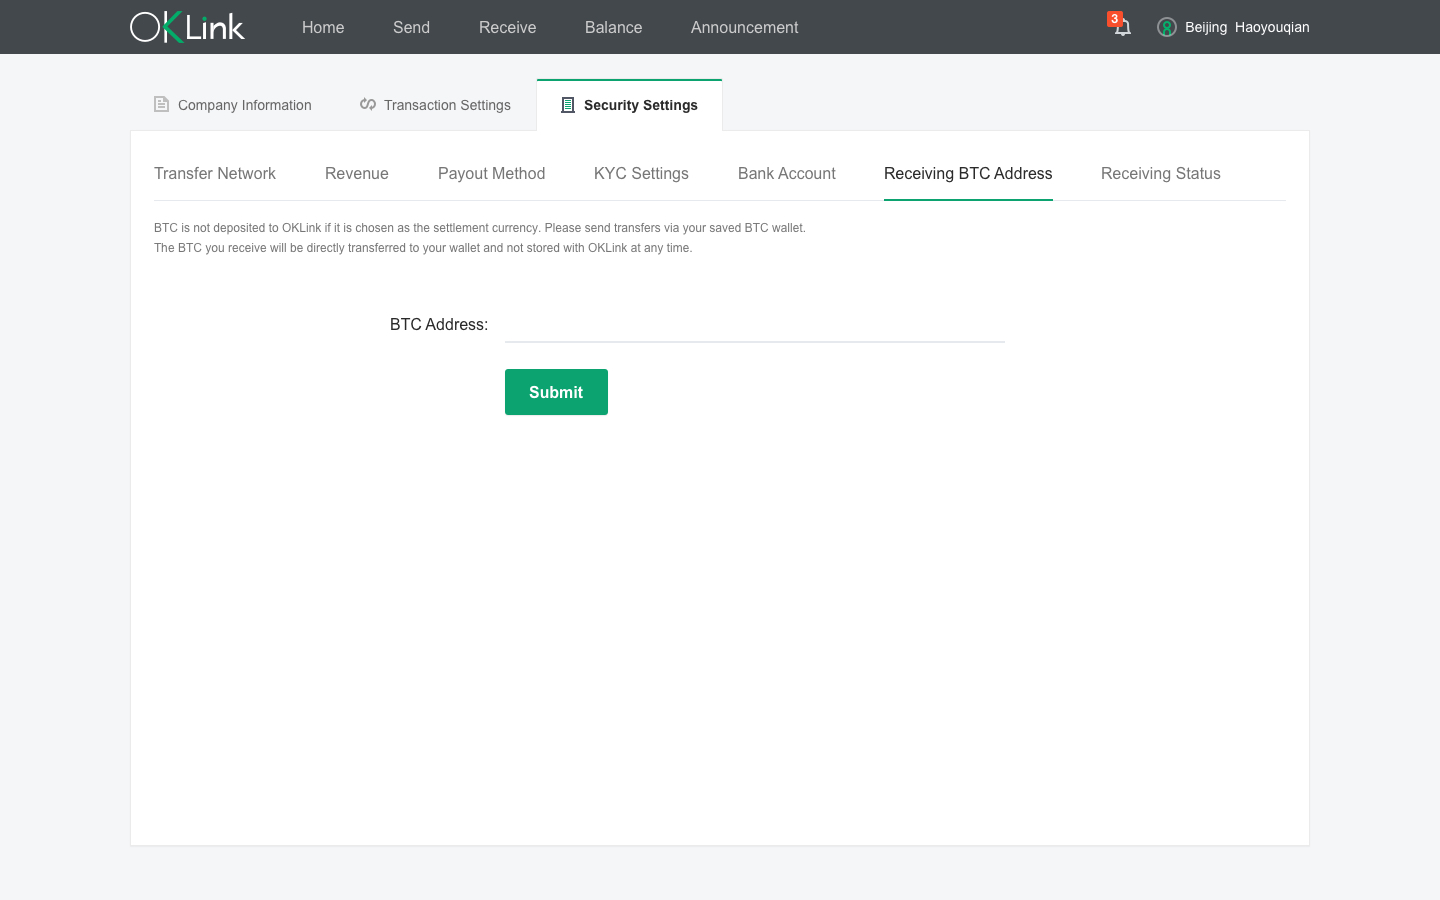 OKLink
Home Send Receive Balance Announcement
3
Beijing Haoyouqian
Company Information Transaction Settings Security Settings
Transfer Network Revenue Payout Method KYC Settings Bank Account Receiving BTC Address Receiving Status
BTC is not deposited to OKLink if it is chosen as the settlement currency. Please send transfers via your saved BTC wallet.
The BTC you receive will be directly transferred to your wallet and not stored with OKLink at any time.
BTC Address:
Submit